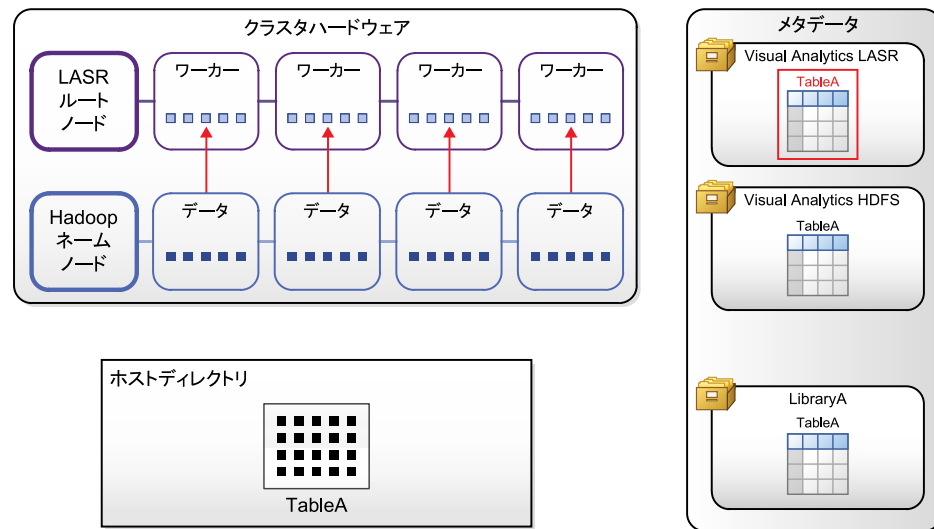 クラスタハードウェア
LASR
ルート
ノード
ワーカー
ワーカー
ワーカー
ワーカー
Hadoop
ネーム
ノード
データ
データ
データ
データ
ホストディレクトリ
TableA
メタデータ
Visual Analytics LASR
TableA
Visual Analytics HDFS
TableA
LibraryA
TableA